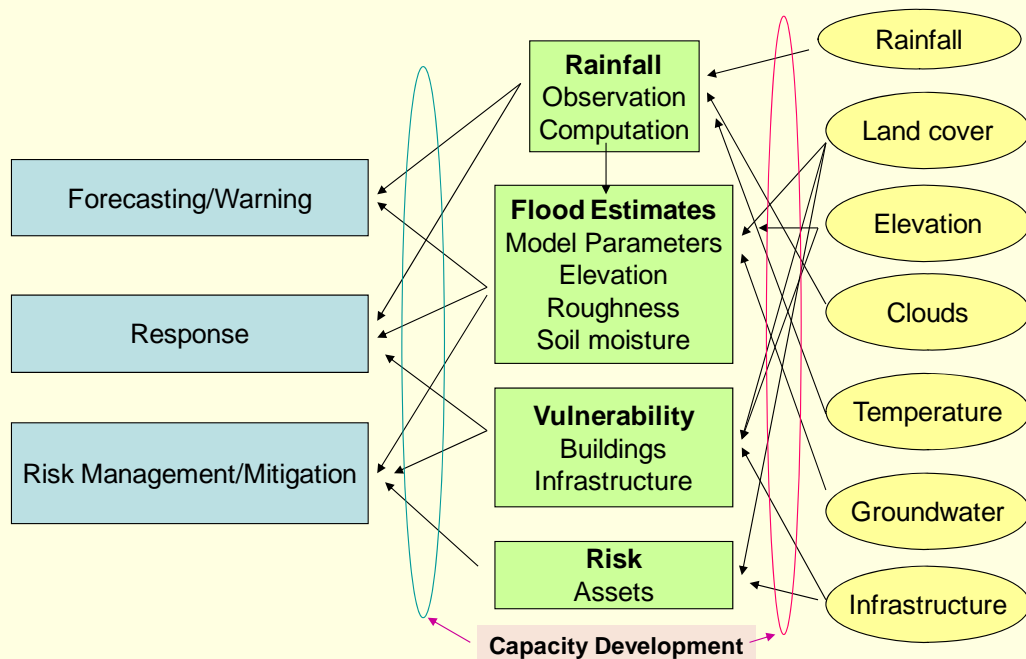 Forecasting/Warning
Response
Risk Management/Mitigation
Rainfall
Observation
Computation
Flood Estimates
Model Parameters
Elevation
Roughness
Soil moisture
Vulnerability
Buildings
Infrastructure
Risk
Assets
Capacity Development
Rainfall
Land cover
Elevation
Clouds
Temperature
Groundwater
Infrastructure